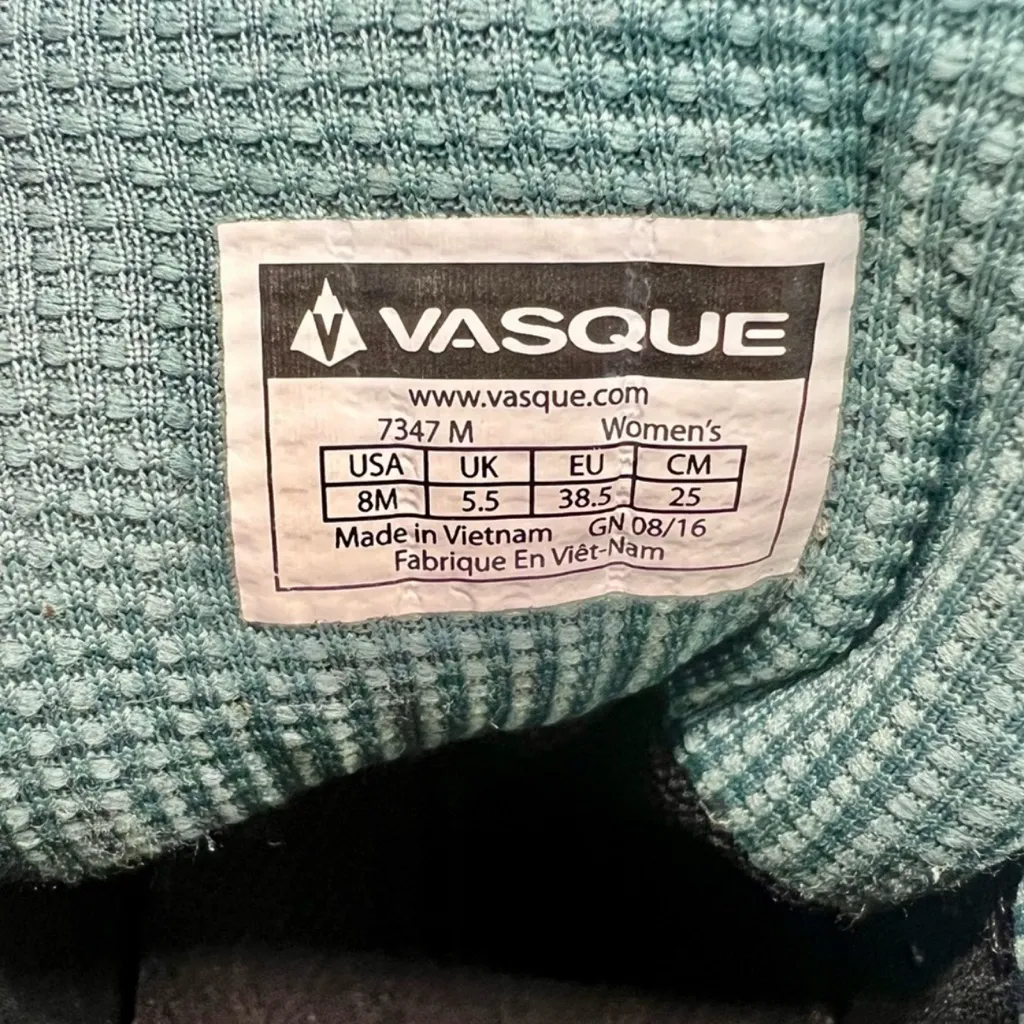 VASQUE
www.vasque.com
7347 M Women's
USA UK EU CM
8M 5.5 38.5 25
Made in Vietnam GN 08/16
Fabrique En Viêt-Nam